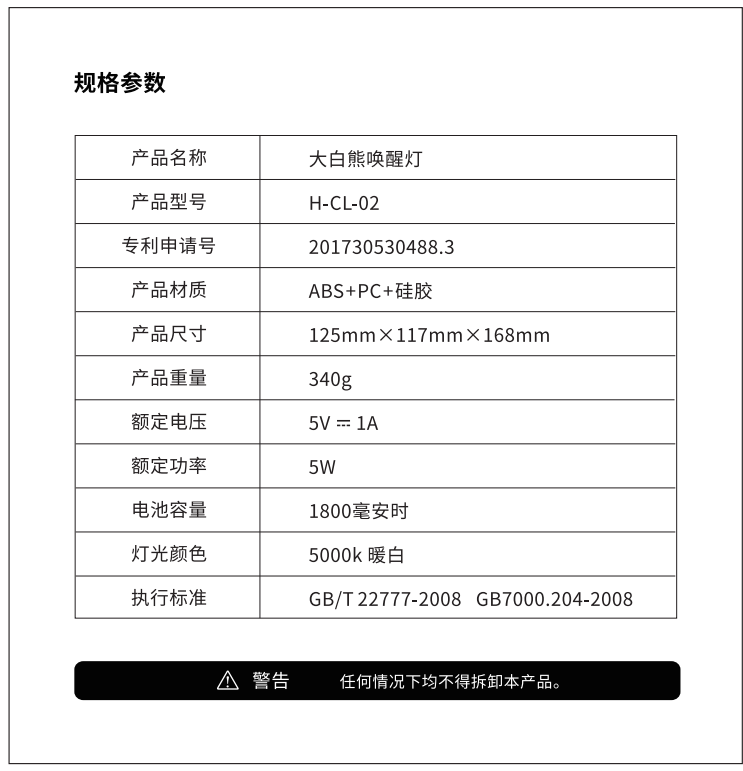 规格参数
产品名称 大白熊唤醒灯
产品型号 H-CL-02
专利申请号 201730530488.3
产品材质 ABS+PC+硅胶
产品尺寸 125mm×117mm×168mm
产品重量 340g
额定电压 5V ⎓ 1A
额定功率 5W
电池容量 1800毫安时
灯光颜色 5000k 暖白
执行标准 GB/T 22777-2008 GB7000.204-2008
警告 任何情况下均不得拆卸本产品。